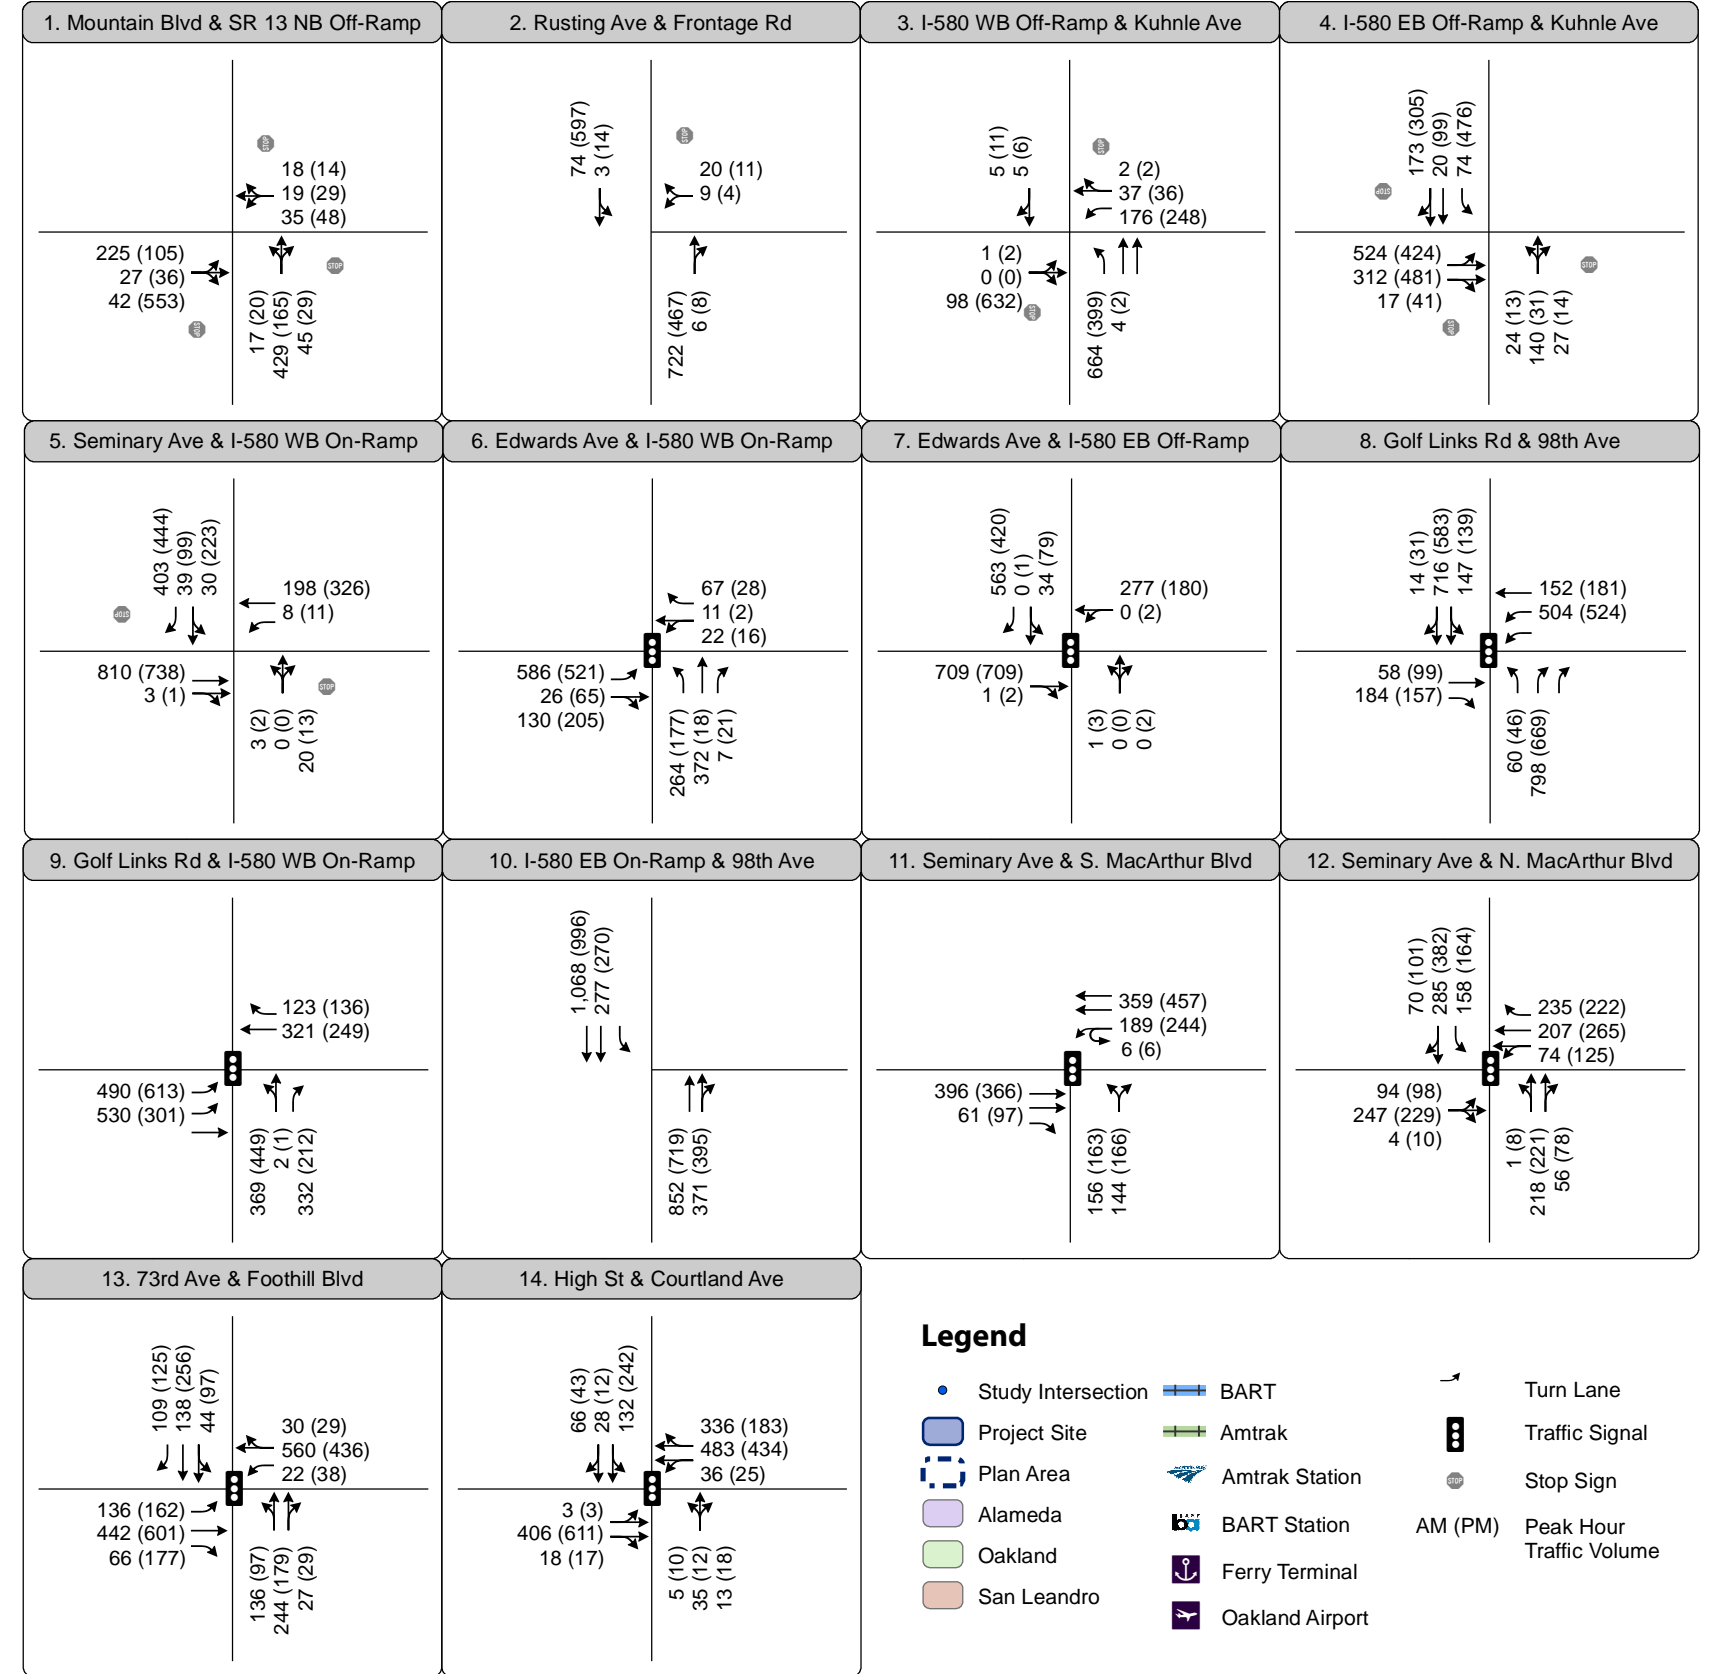 1. Mountain Blvd & SR 13 NB Off-Ramp
STOP
18 (14)
19 (29)
35 (48)
225 (105)
27 (36)
42 (553)
STOP
STOP
17 (20)
429 (165)
45 (29)
2. Rusting Ave & Frontage Rd
74 (597)
3 (14)
STOP
20 (11)
9 (4)
722 (467)
6 (8)
3. I-580 WB Off-Ramp & Kuhnle Ave
5 (11)
5 (6)
STOP
2 (2)
37 (36)
176 (248)
1 (2)
0 (0)
98 (632)
STOP
664 (399)
4 (2)
4. I-580 EB Off-Ramp & Kuhnle Ave
173 (305)
20 (99)
74 (476)
STOP
524 (424)
312 (481)
17 (41)
STOP
STOP
24 (13)
140 (31)
27 (14)
5. Seminary Ave & I-580 WB On-Ramp
403 (444)
39 (99)
30 (223)
STOP
198 (326)
8 (11)
810 (738)
3 (1)
STOP
3 (2)
0 (0)
20 (13)
6. Edwards Ave & I-580 WB On-Ramp
67 (28)
11 (2)
22 (16)
586 (521)
26 (65)
130 (205)
264 (177)
372 (18)
7 (21)
7. Edwards Ave & I-580 EB Off-Ramp
563 (420)
0 (1)
34 (79)
277 (180)
0 (2)
709 (709)
1 (2)
1 (3)
0 (0)
0 (2)
8. Golf Links Rd & 98th Ave
14 (31)
716 (583)
147 (139)
152 (181)
504 (524)
58 (99)
184 (157)
60 (46)
798 (669)
9. Golf Links Rd & I-580 WB On-Ramp
123 (136)
321 (249)
490 (613)
530 (301)
369 (449)
2 (1)
332 (212)
10. I-580 EB On-Ramp & 98th Ave
1,068 (996)
277 (270)
852 (719)
371 (395)
11. Seminary Ave & S. MacArthur Blvd
359 (457)
189 (244)
6 (6)
396 (366)
61 (97)
156 (163)
144 (166)
12. Seminary Ave & N. MacArthur Blvd
70 (101)
285 (382)
158 (164)
235 (222)
207 (265)
74 (125)
94 (98)
247 (229)
4 (10)
1 (8)
218 (221)
56 (78)
13. 73rd Ave & Foothill Blvd
109 (125)
138 (256)
44 (97)
30 (29)
560 (436)
22 (38)
136 (162)
442 (601)
66 (177)
136 (97)
244 (179)
27 (29)
14. High St & Courtland Ave
66 (43)
28 (12)
132 (242)
336 (183)
483 (434)
36 (25)
3 (3)
406 (611)
18 (17)
5 (10)
35 (12)
13 (18)
Legend
Study Intersection
Project Site
Plan Area
Alameda
Oakland
San Leandro
BART
Amtrak
Amtrak Station
BART Station
Ferry Terminal
Oakland Airport
Turn Lane
Traffic Signal
STOP
Stop Sign
AM (PM)
Peak Hour
Traffic Volume